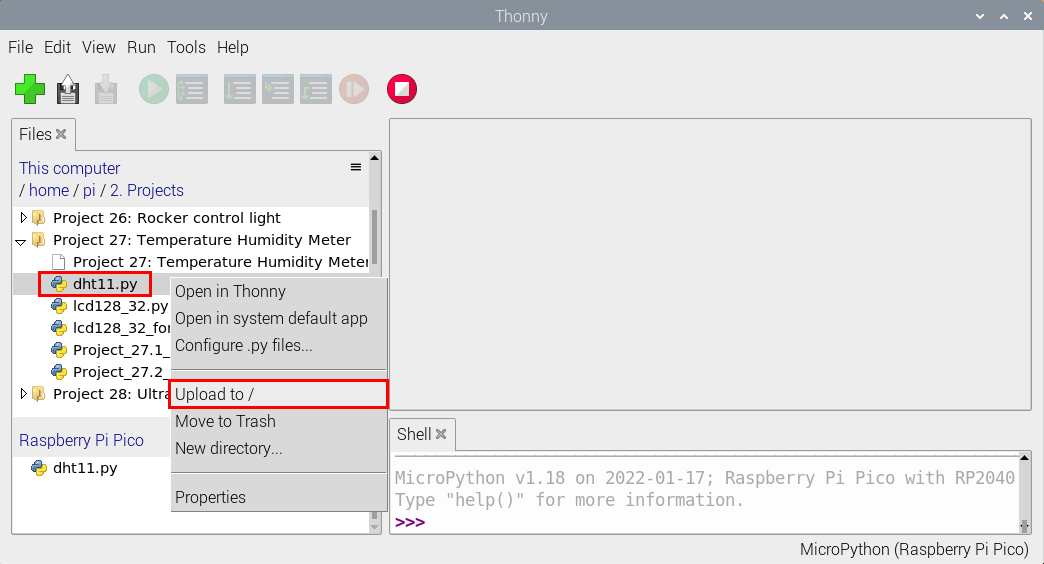 Thonny
File Edit View Run Tools Help
Files
This computer
/ home / pi / 2. Projects
Project 26: Rocker control light
Project 27: Temperature Humidity Meter
Project 27: Temperature Humidity Meter
dht11.py
lcd128_32.py
lcd128_32_for
Project_27.1_
Project_27.2_
Project 28: Ultra
Open in Thonny
Open in system default app
Configure .py files...
Upload to /
Move to Trash
New directory...
Properties
Raspberry Pi Pico
dht11.py
Shell
MicroPython v1.18 on 2022-01-17; Raspberry Pi Pico with RP2040
Type "help()" for more information.
>>>
MicroPython (Raspberry Pi Pico)